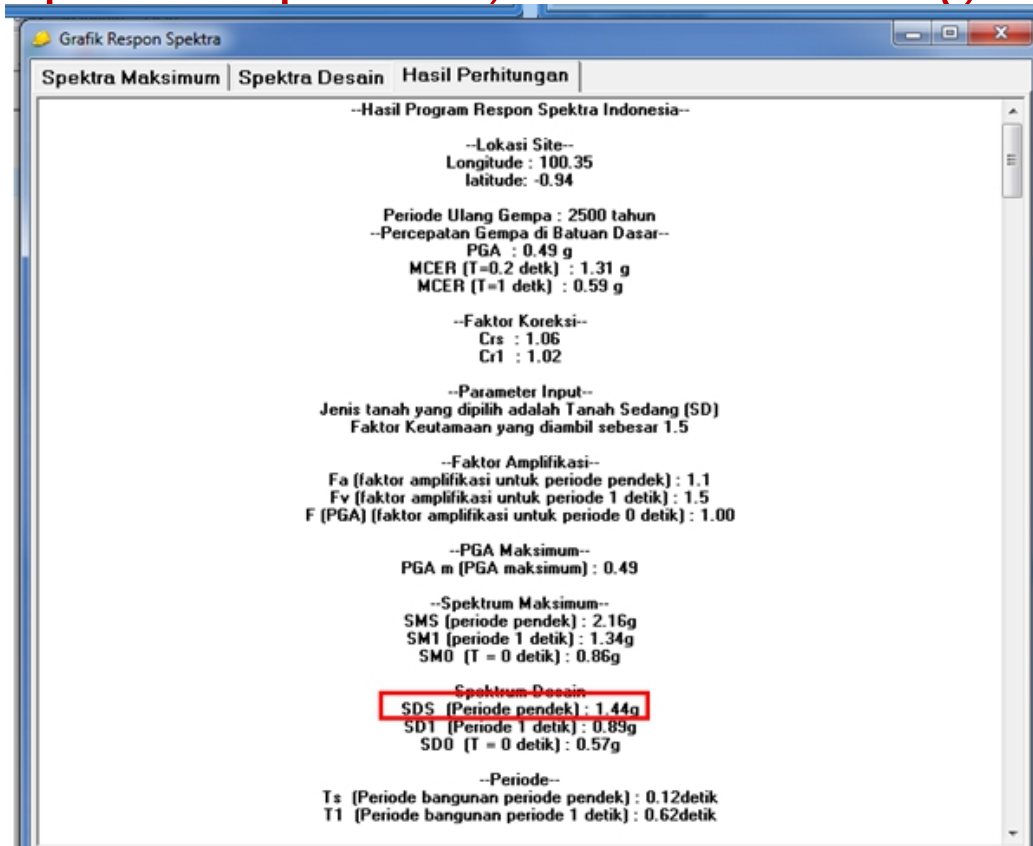 Grafik Respon Spektra
Spektra Maksimum Spektra Desain Hasil Perhitungan
--Hasil Program Respon Spektra Indonesia--
--Lokasi Site--
Longitude : 100.35
latitude: -0.94
Periode Ulang Gempa : 2500 tahun
--Percepatan Gempa di Batuan Dasar--
PGA : 0.49 g
MCER (T=0.2 detk) : 1.31 g
MCER (T=1 detk) : 0.59 g
--Faktor Koreksi--
Crs : 1.06
Cr1 : 1.02
--Parameter Input--
Jenis tanah yang dipilih adalah Tanah Sedang (SD)
Faktor Keutamaan yang diambil sebesar 1.5
--Faktor Amplifikasi--
Fa (faktor amplifikasi untuk periode pendek) : 1.1
Fv (faktor amplifikasi untuk periode 1 detik) : 1.5
F (PGA) (faktor amplifikasi untuk periode 0 detik) : 1.00
--PGA Maksimum--
PGA m (PGA maksimum) : 0.49
--Spektrum Maksimum--
SMS (periode pendek) : 2.16g
SM1 (periode 1 detik) : 1.34g
SM0 (T = 0 detik) : 0.86g
Spektrum Desain
SDS (Periode pendek) : 1.44g
SD1 (Periode 1 detik) : 0.89g
SD0 (T = 0 detik) : 0.57g
--Periode--
Ts (Periode bangunan periode pendek) : 0.12detik
T1 (Periode bangunan periode 1 detik) : 0.62detik